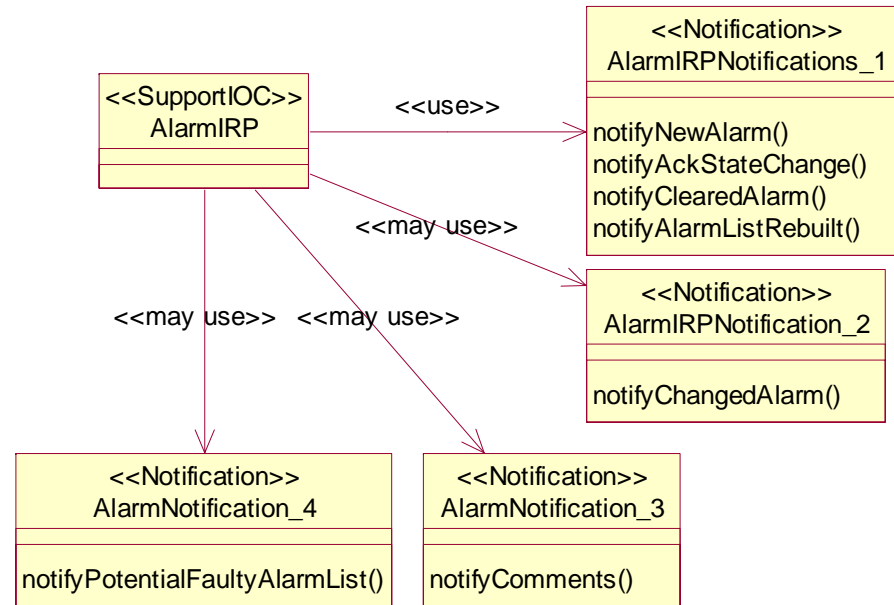 <<Notification>>
AlarmIRPNotifications_1
notifyNewAlarm()
notifyAckStateChange()
notifyClearedAlarm()
notifyAlarmListRebuilt()
<<SupportIOC>>
AlarmIRP
<<use>>
<<may use>>
<<Notification>>
AlarmIRPNotification_2
notifyChangedAlarm()
<<may use>>
<<may use>>
<<Notification>>
AlarmNotification_4
notifyPotentialFaultyAlarmList()
<<Notification>>
AlarmNotification_3
notifyComments()